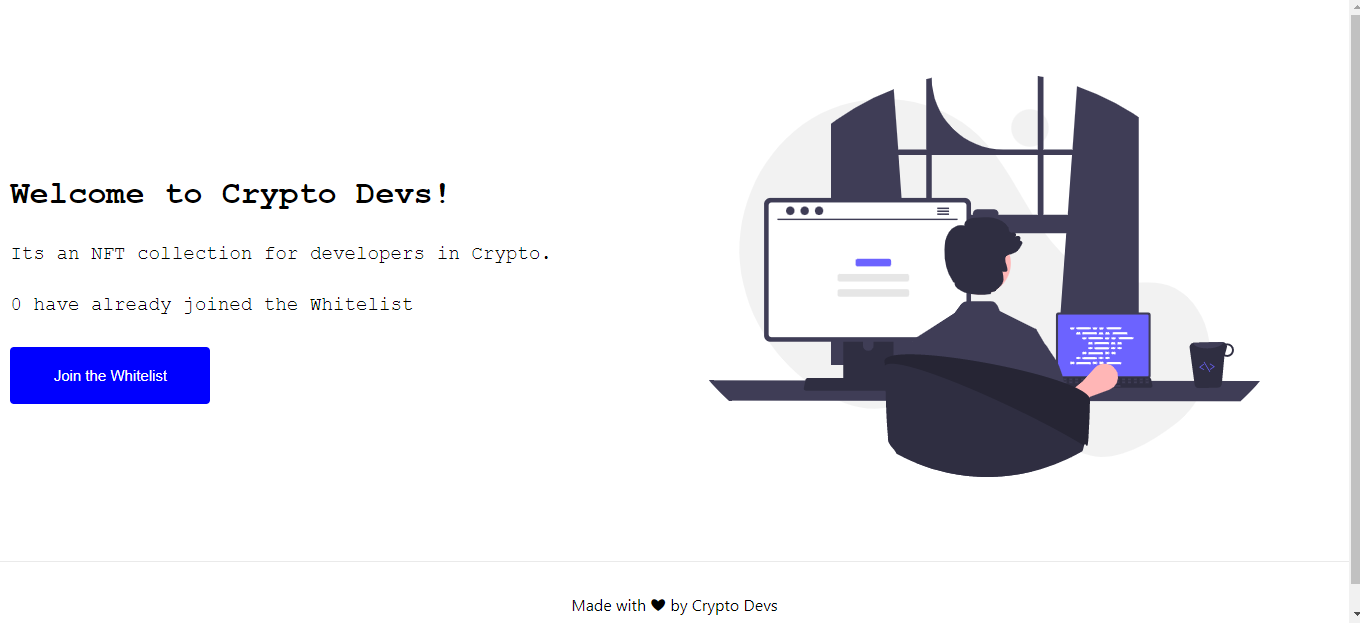 Welcome to Crypto Devs!
Its an NFT collection for developers in Crypto.
0 have already joined the Whitelist
Join the Whitelist
</>
Made with ❤ by Crypto Devs